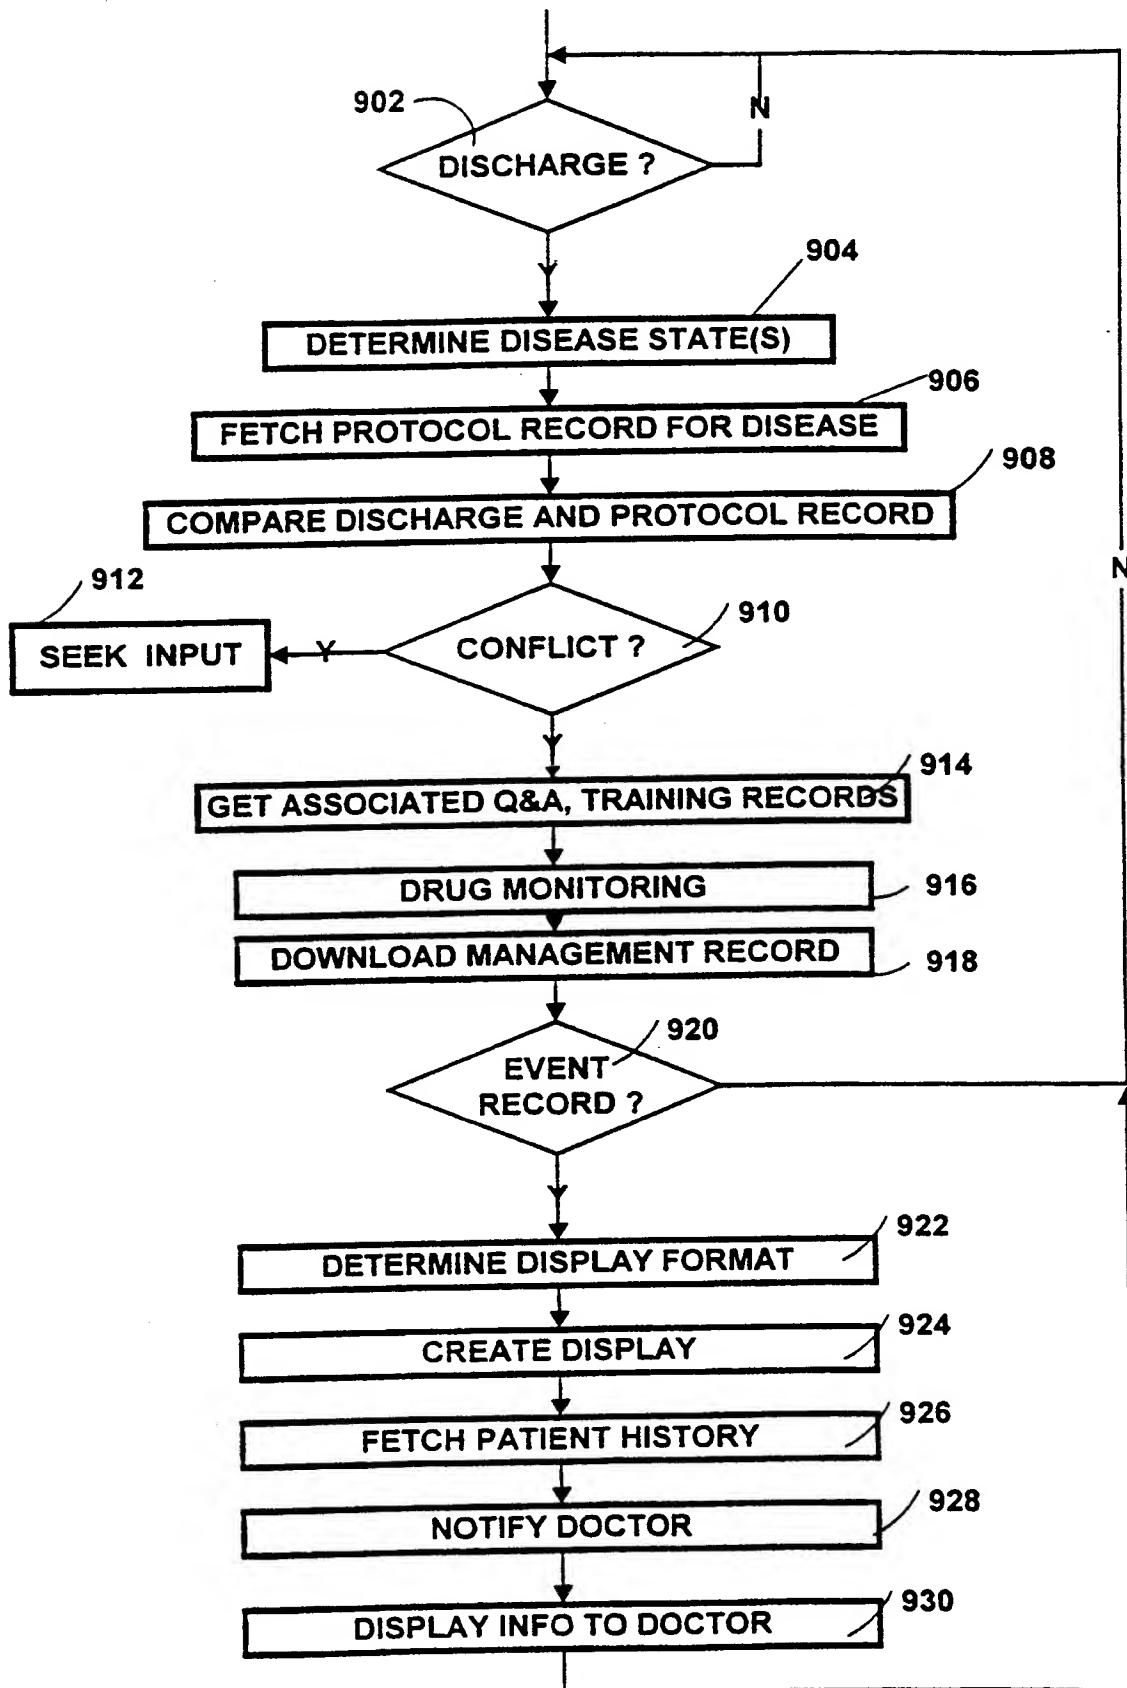 902
DISCHARGE ?
N
Y
904
DETERMINE DISEASE STATE(S)
906
FETCH PROTOCOL RECORD FOR DISEASE
908
COMPARE DISCHARGE AND PROTOCOL RECORD
N
912
SEEK INPUT
Y
910
CONFLICT ?
Y
914
GET ASSOCIATED Q&A, TRAINING RECORDS
DRUG MONITORING
916
DOWNLOAD MANAGEMENT RECORD
918
920
EVENT
RECORD ?
Y
922
DETERMINE DISPLAY FORMAT
924
CREATE DISPLAY
926
FETCH PATIENT HISTORY
928
NOTIFY DOCTOR
930
DISPLAY INFO TO DOCTOR